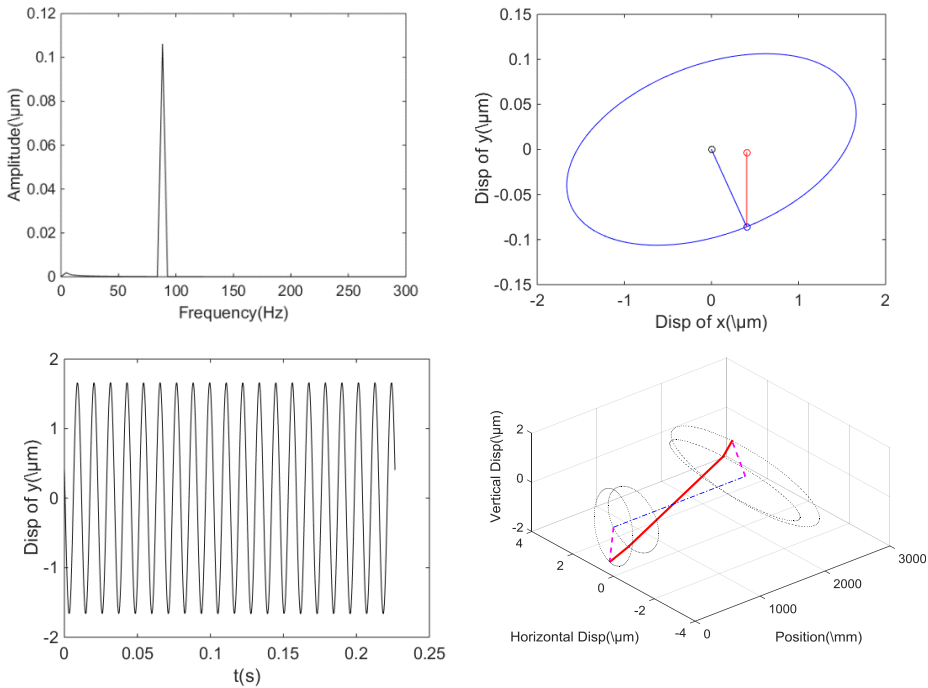 0.12
0.1
0.08
0.06
0.04
0.02
0
Amplitude(\μm)
0 50 100 150 200 250 300
Frequency(Hz)
0.15
0.1
0.05
0
-0.05
-0.1
-0.15
Disp of y(\μm)
-2 -1 0 1 2
Disp of x(\μm)
2
1
0
-1
-2
Disp of y(\μm)
0 0.05 0.1 0.15 0.2 0.25
t(s)
2
0
-2
Vertical Disp(\μm)
4
2
0
-2
-4
Horizontal Disp(\μm)
0
1000
2000
3000
Position(\mm)